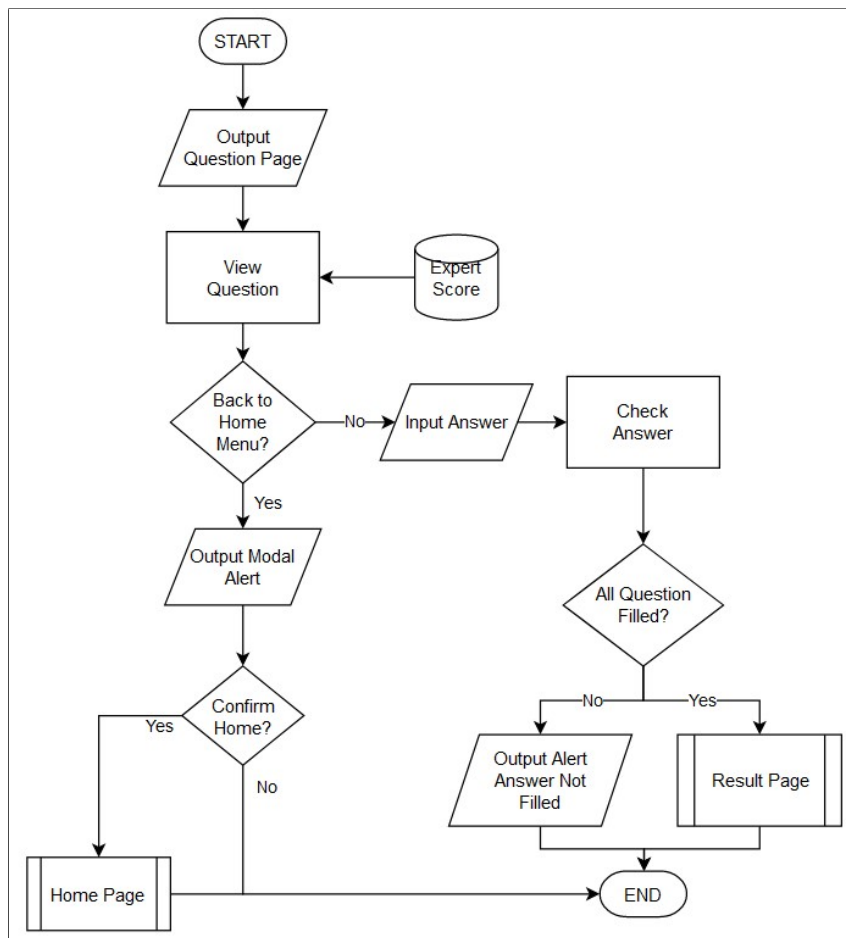 START
Output
Question Page
View
Question
Expert
Score
Back to
Home
Menu?
No
Input Answer
Check
Answer
Yes
Output Modal
Alert
All Question
Filled?
Confirm
Home?
Yes
No
No
Yes
Output Alert
Answer Not
Filled
Result Page
Home Page
END